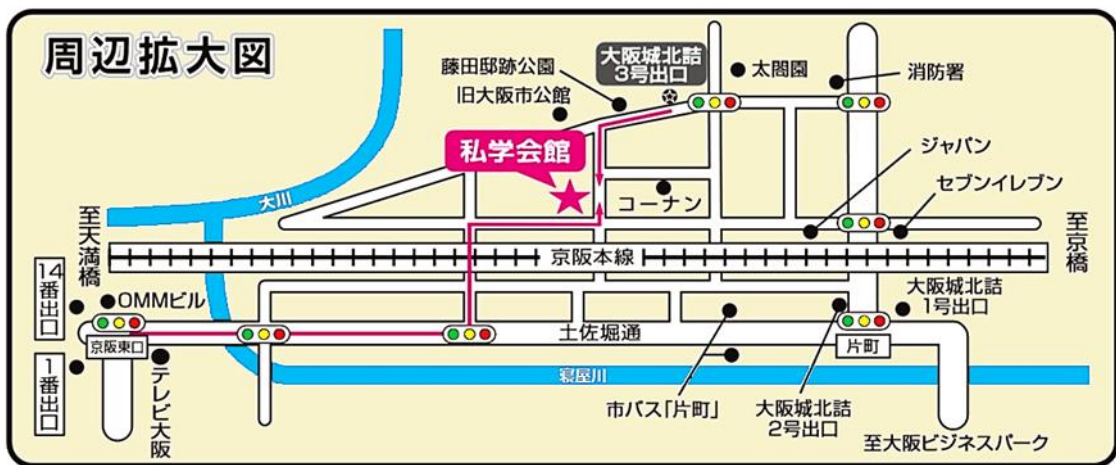 周辺拡大図
藤田邸跡公園
旧大阪市公館
大阪城北詰
3号出口
太閤園
消防署
私学会館
ジャパン
セブンイレブン
コーナン
大川
至天満橋
至京橋
京阪本線
14番出口
OMMビル
京阪東口
1番出口
テレビ大阪
土佐堀通
片町
大阪城北詰
1号出口
寝屋川
市バス「片町」
大阪城北詰
2号出口
至大阪ビジネスパーク